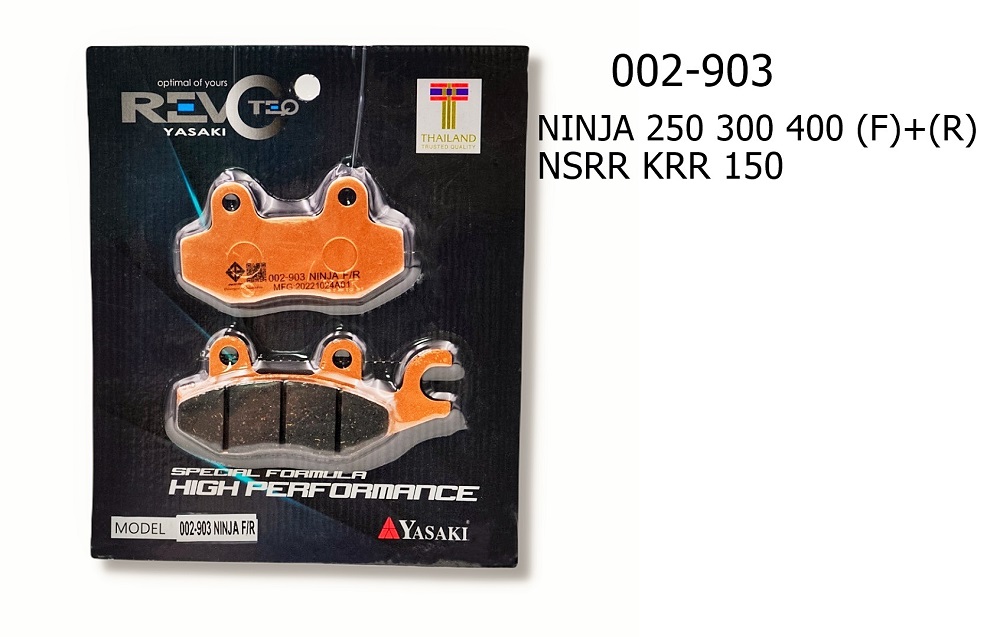 002-903
NINJA 250 300 400 (F)+(R)
NSRR KRR 150
optimal of yours
REVO TEQ
YASAKI
THAILAND
TRUSTED QUALITY
002-903 NINJA F/R
MFG 20221024A01
SPECIAL FORMULA
HIGH PERFORMANCE
MODEL 002-903 NINJA F/R
YASAKI